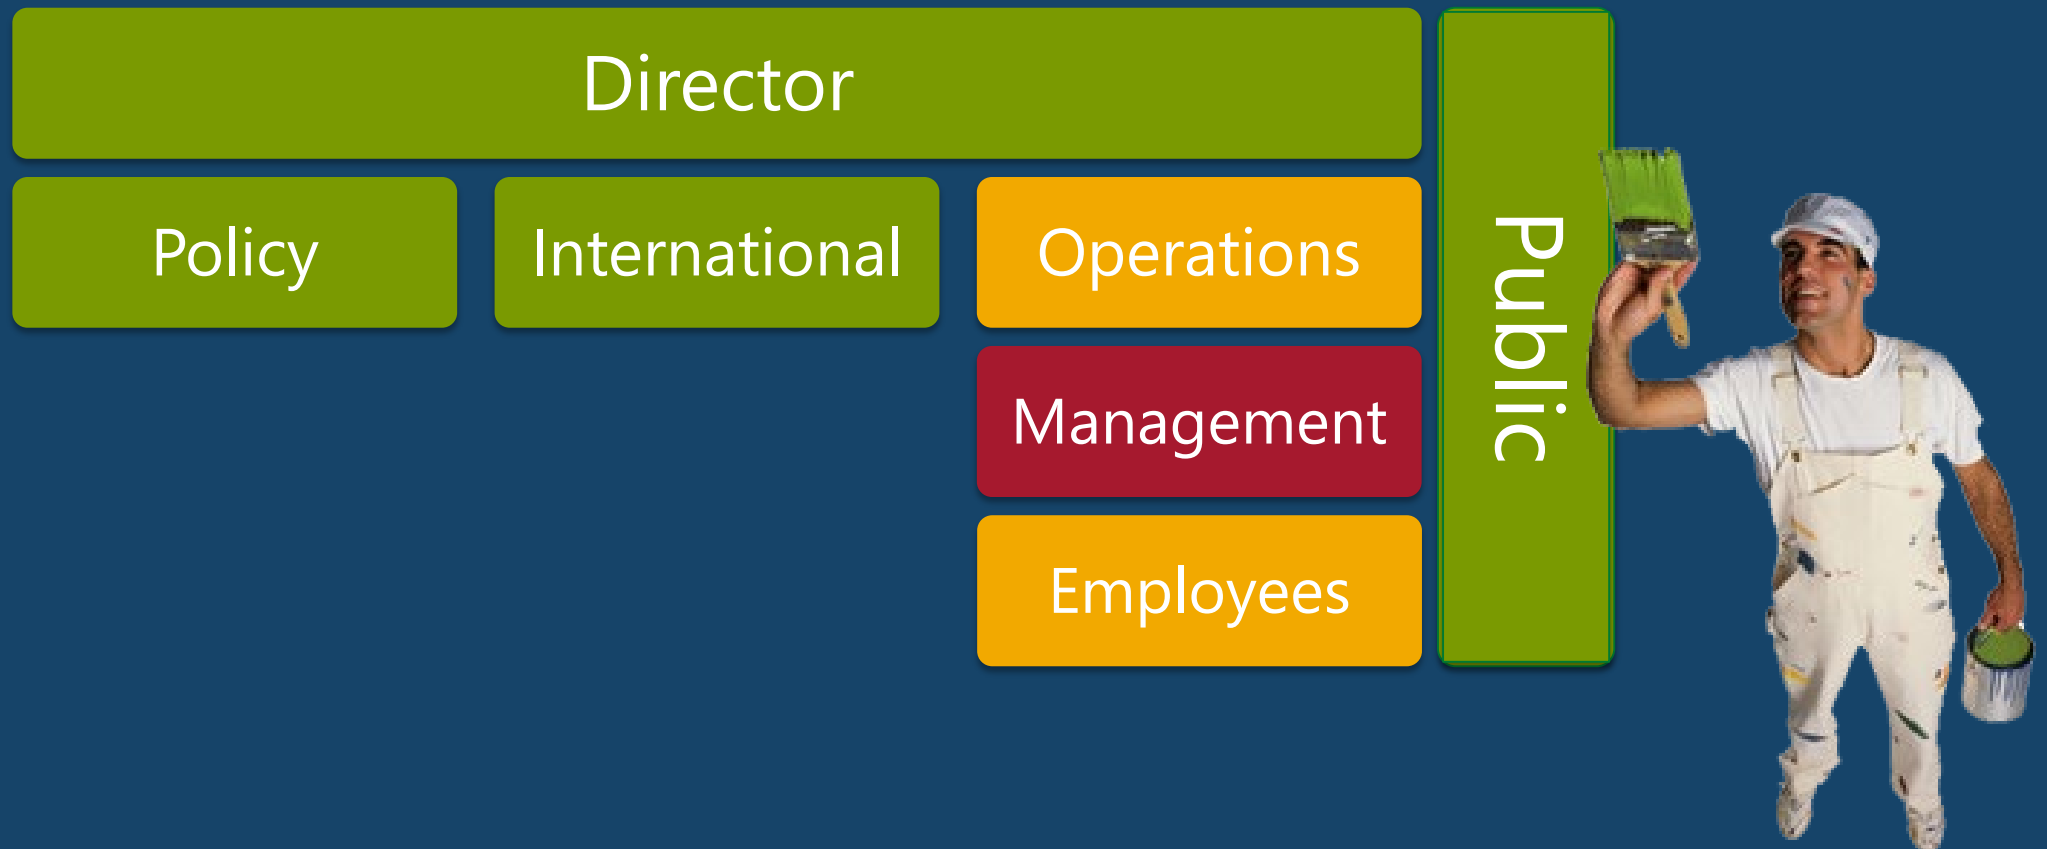 Director
Policy
International
Operations
Management
Employees
Public